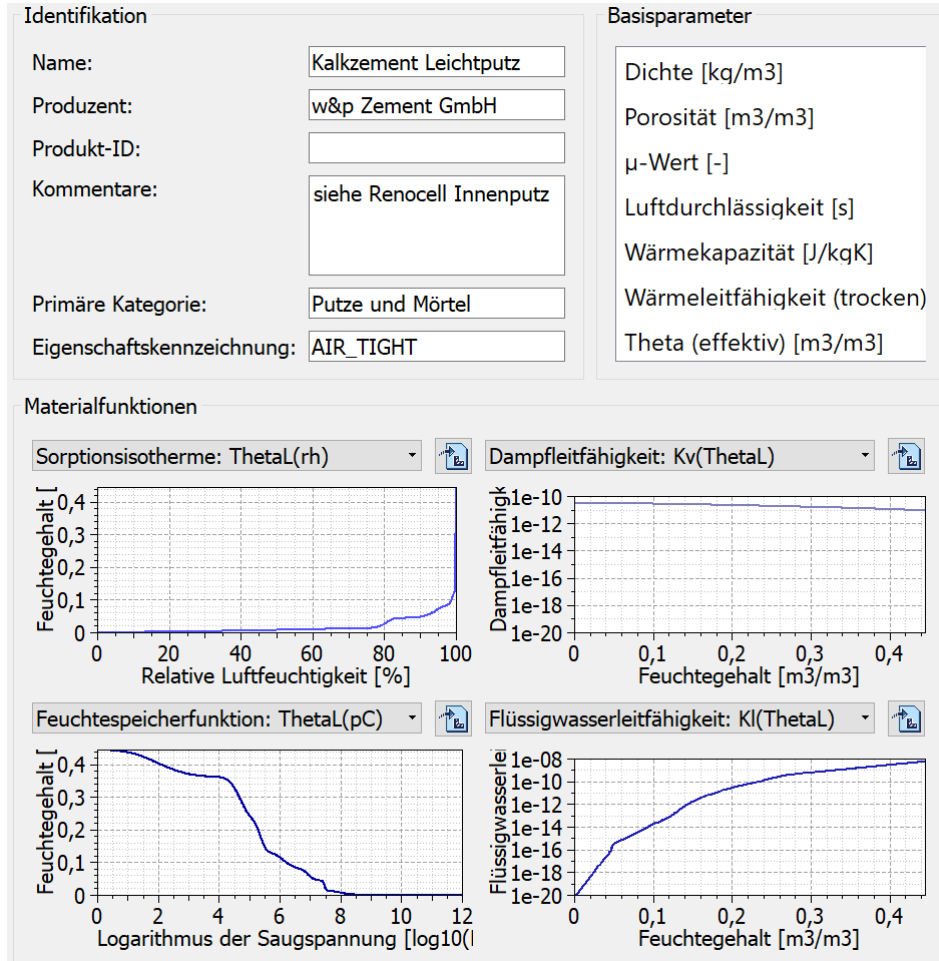 Identifikation
Name:
Kalkzement Leichtputz
Produzent:
w&p Zement GmbH
Produkt-ID:
Kommentare:
siehe Renocell Innenputz
Primäre Kategorie:
Putze und Mörtel
Eigenschaftskennzeichnung:
AIR_TIGHT
Basisparameter
Dichte [kg/m3]
Porosität [m3/m3]
µ-Wert [-]
Luftdurchlässigkeit [s]
Wärmekapazität [J/kgK]
Wärmeleitfähigkeit (trocken)
Theta (effektiv) [m3/m3]
Materialfunktionen
Sorptionsisotherme: ThetaL(rh)
Feuchtegehalt [
0,4
0,3
0,2
0,1
0
0 20 40 60 80 100
Relative Luftfeuchtigkeit [%]
Dampfleitfähigkeit: Kv(ThetaL)
Dampfleitfähigk
1e-10
1e-12
1e-14
1e-16
1e-18
1e-20
0 0,1 0,2 0,3 0,4
Feuchtegehalt [m3/m3]
Feuchtespeicherfunktion: ThetaL(pC)
Feuchtegehalt [
0,4
0,3
0,2
0,1
0
0 2 4 6 8 10 12
Logarithmus der Saugspannung [log10(
Flüssigwasserleitfähigkeit: Kl(ThetaL)
Flüssigwasserlei
1e-08
1e-10
1e-12
1e-14
1e-16
1e-18
1e-20
0 0,1 0,2 0,3 0,4
Feuchtegehalt [m3/m3]